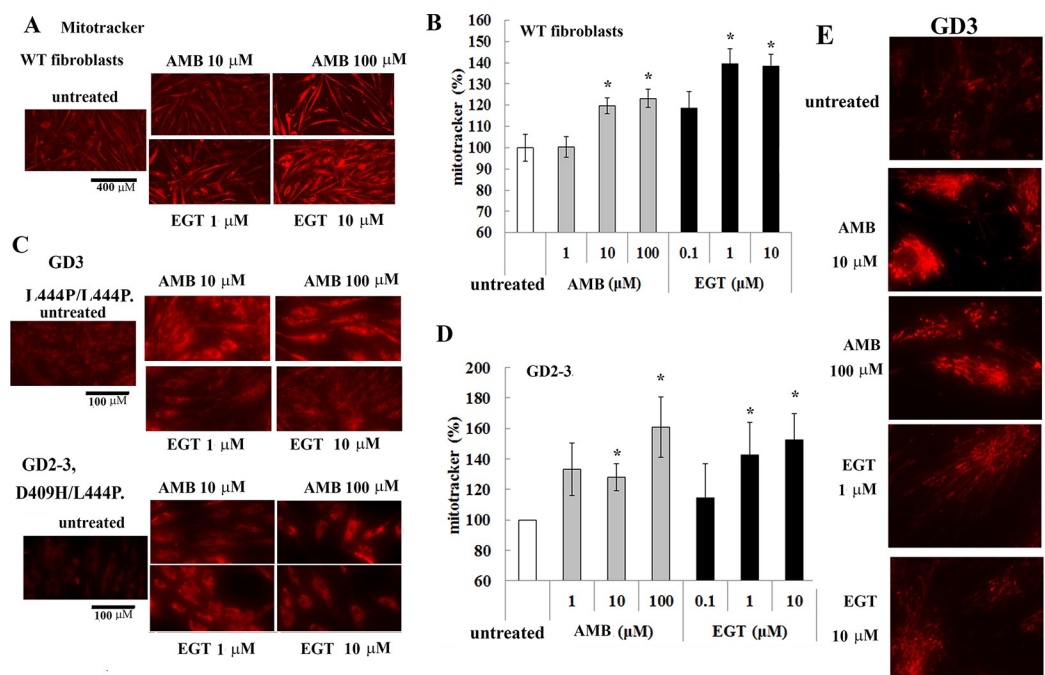 A
Mitotracker
WT fibroblasts
AMB 10 µM
AMB 100 µM
untreated
400 µM
EGT 1 µM
EGT 10 µM
B
WT fibroblasts
mitotracker (%)
160
150
140
130
120
110
100
90
80
70
60
*
*
*
*
1
10
100
0.1
1
10
untreated
AMB (µM)
EGT (µM)
C
GD3
L444P/L444P.
untreated
AMB 10 µM
AMB 100 µM
100 µM
EGT 1 µM
EGT 10 µM
GD2-3,
D409H/L444P.
untreated
AMB 10 µM
AMB 100 µM
100 µM
EGT 1 µM
EGT 10 µM
D
GD2-3
mitotracker (%)
200
180
160
140
120
100
80
60
*
*
*
*
1
10
100
0.1
1
10
untreated
AMB (µM)
EGT (µM)
E
GD3
untreated
AMB
10 µM
AMB
100 µM
EGT
1 µM
EGT
10 µM